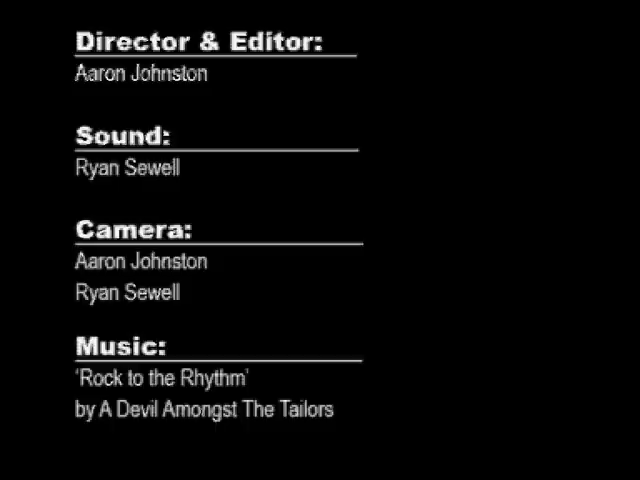 Director & Editor:
Aaron Johnston
Sound:
Ryan Sewell
Camera:
Aaron Johnston
Ryan Sewell
Music:
‘Rock to the Rhythm’
by A Devil Amongst The Tailors